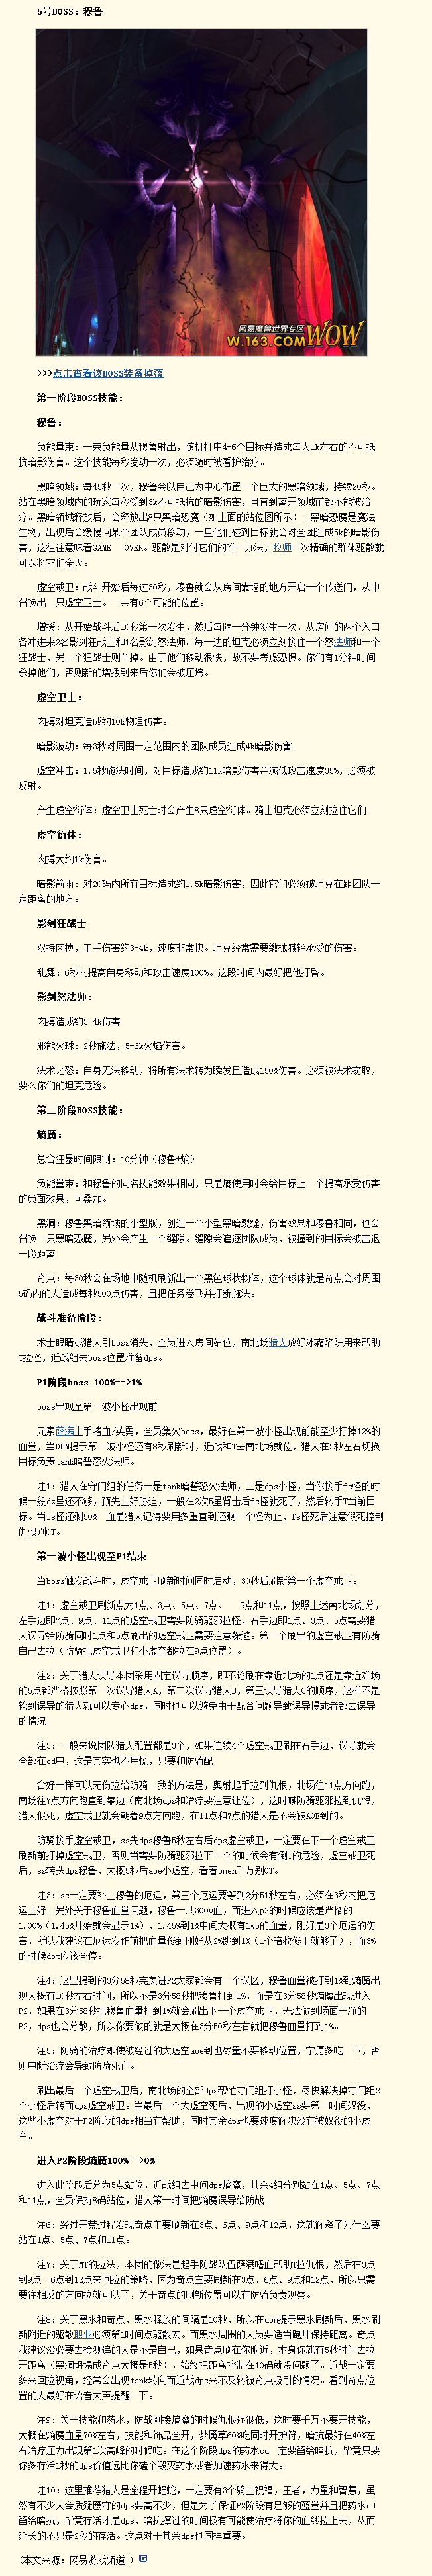 5号BOSS：穆鲁
网易魔兽世界专区
W.163.COM WOW
>>>点击查看该BOSS装备掉落
第一阶段BOSS技能：
穆鲁：
负能量束：一束负能量从穆鲁射出，随机打中4-6个目标并造成每人1k左右的不可抵
抗暗影伤害。这个技能每秒发动一次，必须随时被看护治疗。
黑暗领域：每45秒一次，穆鲁会以自己为中心布置一个巨大的黑暗领域，持续20秒。
站在黑暗领域内的玩家每秒受到3k不可抵抗的暗影伤害，且直到离开领域前都不能被治
疗。黑暗领域释放后，会释放出8只黑暗恐魔（如上面的站位图所示）。黑暗恐魔是魔法
生物，出现后会缓慢向某个团队成员移动，一旦他们碰到目标就会对全团造成5k的暗影伤
害，这往往意味着GAME OVER。驱散是对付它们的唯一办法，牧师一次精确的群体驱散就
可以将它们全灭。
虚空戒卫：战斗开始后每过30秒，穆鲁就会从房间靠墙的地方开启一个传送门，从中
召唤出一只虚空卫士。一共有6个可能的位置。
增援：从开始战斗后10秒第一次发生，然后每隔一分钟发生一次，从房间的两个入口
各冲进来2名影剑狂战士和1名影剑怒法师。每一边的坦克必须立刻接住一个怒法师和一个
狂战士，另一个狂战士则羊掉。由于他们移动很快，故不要考虑恐惧。你们有1分钟时间
杀掉他们，否则新的增援到来后你们会被压垮。
虚空卫士：
肉搏对坦克造成约10k物理伤害。
暗影波动：每3秒对周围一定范围内的团队成员造成4k暗影伤害。
虚空冲击：1.5秒施法时间，对目标造成约11k暗影伤害并减低攻击速度35%，必须被
反射。
产生虚空衍体：虚空卫士死亡时会产生8只虚空衍体。骑士坦克必须立刻拉住它们。
虚空衍体：
肉搏大约1k伤害。
暗影箭雨：对20码内所有目标造成约1.5k暗影伤害，因此它们必须被坦克在距团队一
定距离的地方。
影剑狂战士
双持肉搏，主手伤害约3-4k，速度非常快。坦克经常需要缴械减轻承受的伤害。
乱舞：6秒内提高自身移动和攻击速度100%。这段时间内最好把他打昏。
影剑怒法师：
肉搏造成约3-4k伤害
邪能火球：2秒施法，5-6k火焰伤害。
法术之怒：自身无法移动，将所有法术转为瞬发且造成150%伤害。必须被法术窃取，
要么你们的坦克危险。
第二阶段BOSS技能：
熵魔：
总合狂暴时间限制：10分钟（穆鲁+熵）
负能量束：和穆鲁的同名技能效果相同，只是熵使用时会给目标上一个提高承受伤害
的负面效果，可叠加。
黑洞：穆鲁黑暗领域的小型版，创造一个小型黑暗裂缝，伤害效果和穆鲁相同，也会
召唤一只黑暗恐魔，另外会产生一个缝隙。缝隙会追逐团队成员，被撞到的目标会被击退
一段距离
奇点：每30秒会在场地中随机刷新出一个黑色球状物体，这个球体就是奇点会对周围
5码内的人造成每秒500点伤害，且把任务卷飞并打断施法。
战斗准备阶段：
术士眼睛或猎人引boss消失，全员进入房间站位，南北场猎人放好冰霜陷阱用来帮助
T拉怪，近战组去boss位置准备dps。
P1阶段boss 100%-->1%
boss出现至第一波小怪出现前
元素萨满上手嗜血/英勇，全员集火boss，最好在第一波小怪出现前能至少打掉12%的
血量，当DBM提示第一波小怪还有8秒刷新时，近战和T去南北场就位，猎人在3秒左右切换
目标负责tank暗誓怒火法师。
注1：猎人在守门组的任务一是tank暗誓怒火法师，二是dps小怪，当你接手fs怪的时
候一般dz星还不够，预先上好胁迫，一般在2次5星肾击后fs怪就死了，然后转手T当前目
标。当fs怪还剩50% 血是猎人记得要用多重直到还剩一个怪为止，fs怪死后注意假死控制
仇恨别OT。
第一波小怪出现至P1结束
当boss触发战斗时，虚空戒卫刷新时间同时启动，30秒后刷新第一个虚空戒卫。
注1：虚空戒卫刷新点为1点、3点、5点、7点、 9点和11点，按照上述南北场划分，
左手边即7点、9点、11点的虚空戒卫需要防骑驱邪拉怪，右手边即1点、3点、5点需要猎
人误导给防骑同时1点和5点刷出的虚空戒卫需要注意躲避。第一个刷出的虚空戒卫有防骑
自己去拉（防骑把虚空戒卫和小虚空都拉在9点位置）。
注2：关于猎人误导本团采用固定误导顺序，即不论刷在靠近北场的1点还是靠近难场
的5点都严格按照第一次误导猎人A，第二次误导猎人B，第三误导猎人C的顺序，这样不是
轮到误导的猎人就可以专心dps，同时也可以避免由于配合问题导致误导慢或者都去误导
的情况。
注3：一般来说团队猎人配置都是3个，如果连续4个虚空戒卫刷在右手边，误导就会
全部在cd中，这是其实也不用慌，只要和防骑配
合好一样可以无伤拉给防骑。我的方法是，奥射起手拉到仇恨，北场往11点方向跑，
南场往7点方向跑直到靠边（南北场dps和治疗要注意让位），这时喊防骑驱邪拉到仇恨，
猎人假死，虚空戒卫就会朝着9点方向跑，在11点和7点的猎人是不会被AOE到的。
防骑接手虚空戒卫，ss先dps穆鲁5秒左右后dps虚空戒卫，一定要在下一个虚空戒卫
刷新前打掉虚空戒卫，否则当需要防骑驱邪拉下一个的时候会有倒T的危险，虚空戒卫死
后，ss转头dps穆鲁，大概5秒后aoe小虚空，看着omen千万别OT。
注3：ss一定要补上穆鲁的厄运，第三个厄运要等到2分51秒左右，必须在3秒内把厄
运上好。另外关于穆鲁血量问题，穆鲁一共300w血，而进入p2的时候应该是严格的
1.00%（1.45%开始就会显示1%），1.45%到1%中间大概有1w5的血量，刚好是3个厄运的伤
害，所以我建议在厄运发作前把血量修到刚好从2%跳到1%（1个暗牧修正就够了），而3%
的时候dot应该全停。
注4：这里提到的3分58秒完美进P2大家都会有一个误区，穆鲁血量被打到1%到熵魔出
现大概有10秒左右时间，所以不是3分58秒把穆鲁打到1%，而是在3分58秒熵魔出现进入
P2，如果在3分58秒把穆鲁血量打到1%就会刷出下一个虚空戒卫，无法做到场面干净的
P2，dps也会分散，所以你要做的就是大概在3分50秒左右就把穆鲁血量打到1%。
注5：防骑的治疗即使被经过的大虚空aoe到也尽量不要移动位置，宁愿多吃一下，否
则中断治疗会导致防骑死亡。
刷出最后一个虚空戒卫后，南北场的全部dps帮忙守门组打小怪，尽快解决掉守门组2
个小怪后转而dps虚空戒卫。当最后一个大虚空死后，出现的小虚空ss要第一时间奴役，
这些小虚空对于P2阶段的dps相当有帮助，同时其余dps也要速度解决没有被奴役的小虚
空。
进入P2阶段熵魔100%-->0%
进入此阶段后分为5点站位，近战组去中间dps熵魔，其余4组分别站在1点、5点、7点
和11点，全员保持8码站位，猎人第一时间把熵魔误导给防战。
注6：经过开荒过程发现奇点主要刷新在3点、6点、9点和12点，这就解释了为什么要
站在1点、5点、7点和11点。
注7：关于MT的拉法，本团的做法是起手防战队伍萨满嗜血帮助T拉仇恨，然后在3点
到9点－6点到12点来回拉的策略，因为奇点主要刷新在3点、6点、9点和12点，所以只需
要往相反的方向拉就可以了，关于奇点的刷新位置可以有防骑负责观察。
注8：关于黑水和奇点，黑水释放的间隔是10秒，所以在dbm提示黑水刷新后，黑水刷
新附近的驱散职业必须第1时间点驱散宏。而黑水周围的人员要适当跑开保持距离。奇点
我建议没必要去检测追的人是不是自己，如果奇点刷在你附近，本身你就有5秒时间去拉
开距离（黑洞坍塌成奇点大概是5秒），始终把距离控制在10码就没问题了。近战一定要
多来回拉视角，经常会出现tank转向而近战dps来不及转被奇点吸引的情况。看到奇点位
置的人最好在语音大声提醒一下。
注9：关于技能和药水，防战刚接熵魔的时候仇恨还很低，这时要千万不要开技能，
大概在熵魔血量70%左右，技能和饰品全开，梦魇草60%吃同时开护符，暗抗最好在40%左
右治疗压力出现第1次高峰的时候吃。在这个阶段dps的药水cd一定要留给暗抗，毕竟只要
你多存活1秒的dps价值远比你嗑个毁灭药水或者加速药水来得大。
注10：这里推荐猎人是全程开蝰蛇，一定要有3个骑士祝福，王者，力量和智慧，虽
然有不少人会质疑鹰守的dps要高不少，但是为了保证P2阶段有足够的蓝量并且把药水cd
留给暗抗，毕竟存活才是dps，暗抗撑过的时间极有可能使治疗将你的血线拉上去，从而
延长的不只是2秒的存活。这点对于其余dps也同样重要。
(本文来源：网易游戏频道 )